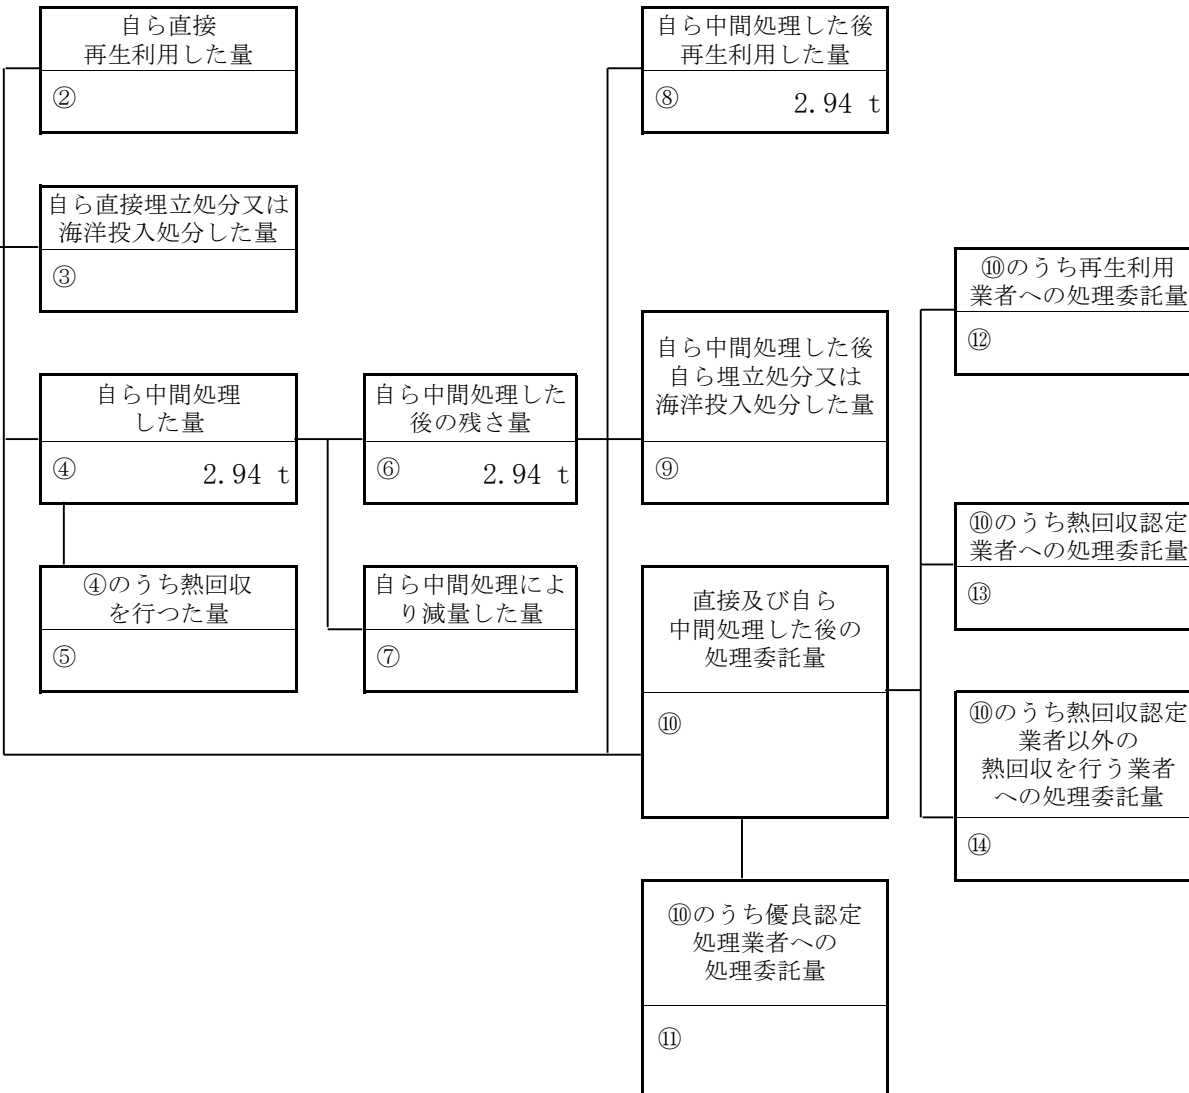 自ら直接
再生利用した量
②
自ら中間処理した後
再生利用した量
⑧ 2.94 t
自ら直接埋立処分又は
海洋投入処分した量
③
⑩のうち再生利用
業者への処理委託量
⑫
自ら中間処理した後
自ら埋立処分又は
海洋投入処分した量
⑨
自ら中間処理
した量
④ 2.94 t
自ら中間処理した
後の残さ量
⑥ 2.94 t
⑩のうち熱回収認定
業者への処理委託量
⑬
④のうち熱回収
を行つた量
⑤
自ら中間処理によ
り減量した量
⑦
直接及び自ら
中間処理した後の
処理委託量
⑩
⑩のうち熱回収認定
業者以外の
熱回収を行う業者
への処理委託量
⑭
⑩のうち優良認定
処理業者への
処理委託量
⑪